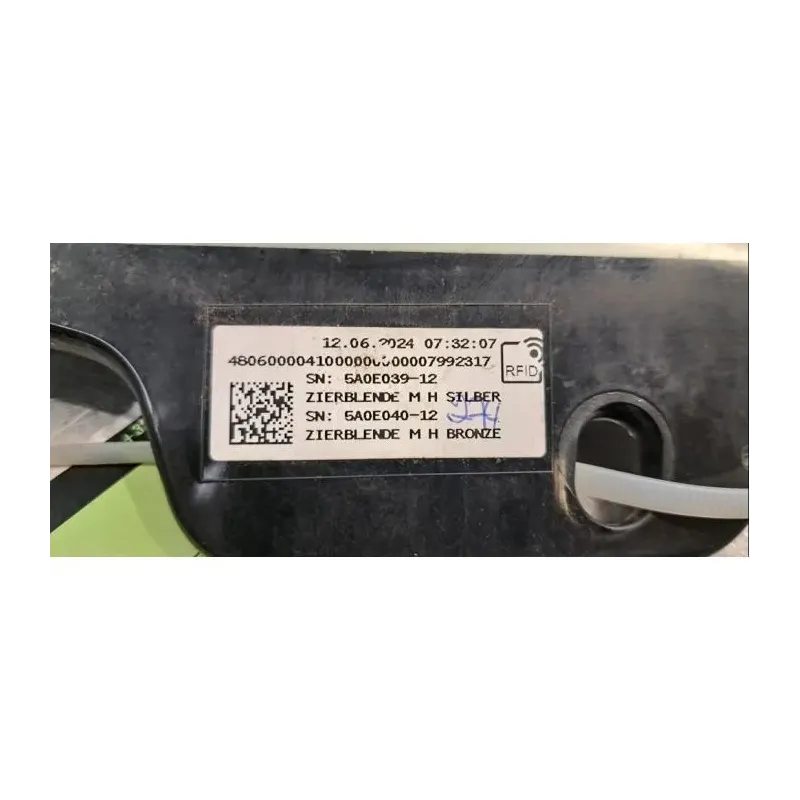 12.06.2024 07:32:07
4806000041000000000007992317
RFID
SN: 5A0E039-12
ZIERBLENDE M H SILBER
SN: 5A0E040-12
ZIERBLENDE M H BRONZE